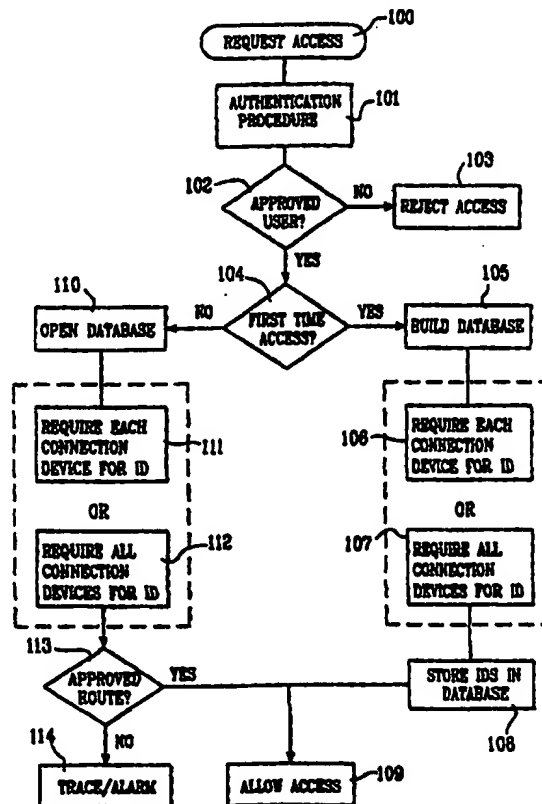 100
REQUEST ACCESS
AUTHENTICATION
PROCEDURE
101
102
APPROVED
USER?
NO
103
REJECT ACCESS
YES
104
FIRST TIME
ACCESS?
NO
YES
110
OPEN DATABASE
105
BUILD DATABASE
REQUIRE EACH
CONNECTION
DEVICE FOR ID
111
OR
REQUIRE ALL
CONNECTION
DEVICES FOR ID
112
106
REQUIRE EACH
CONNECTION
DEVICE FOR ID
OR
107
REQUIRE ALL
CONNECTION
DEVICES FOR ID
113
APPROVED
ROUTE?
YES
NO
STORE IDS IN
DATABASE
108
114
TRACE/ALARM
ALLOW ACCESS
109